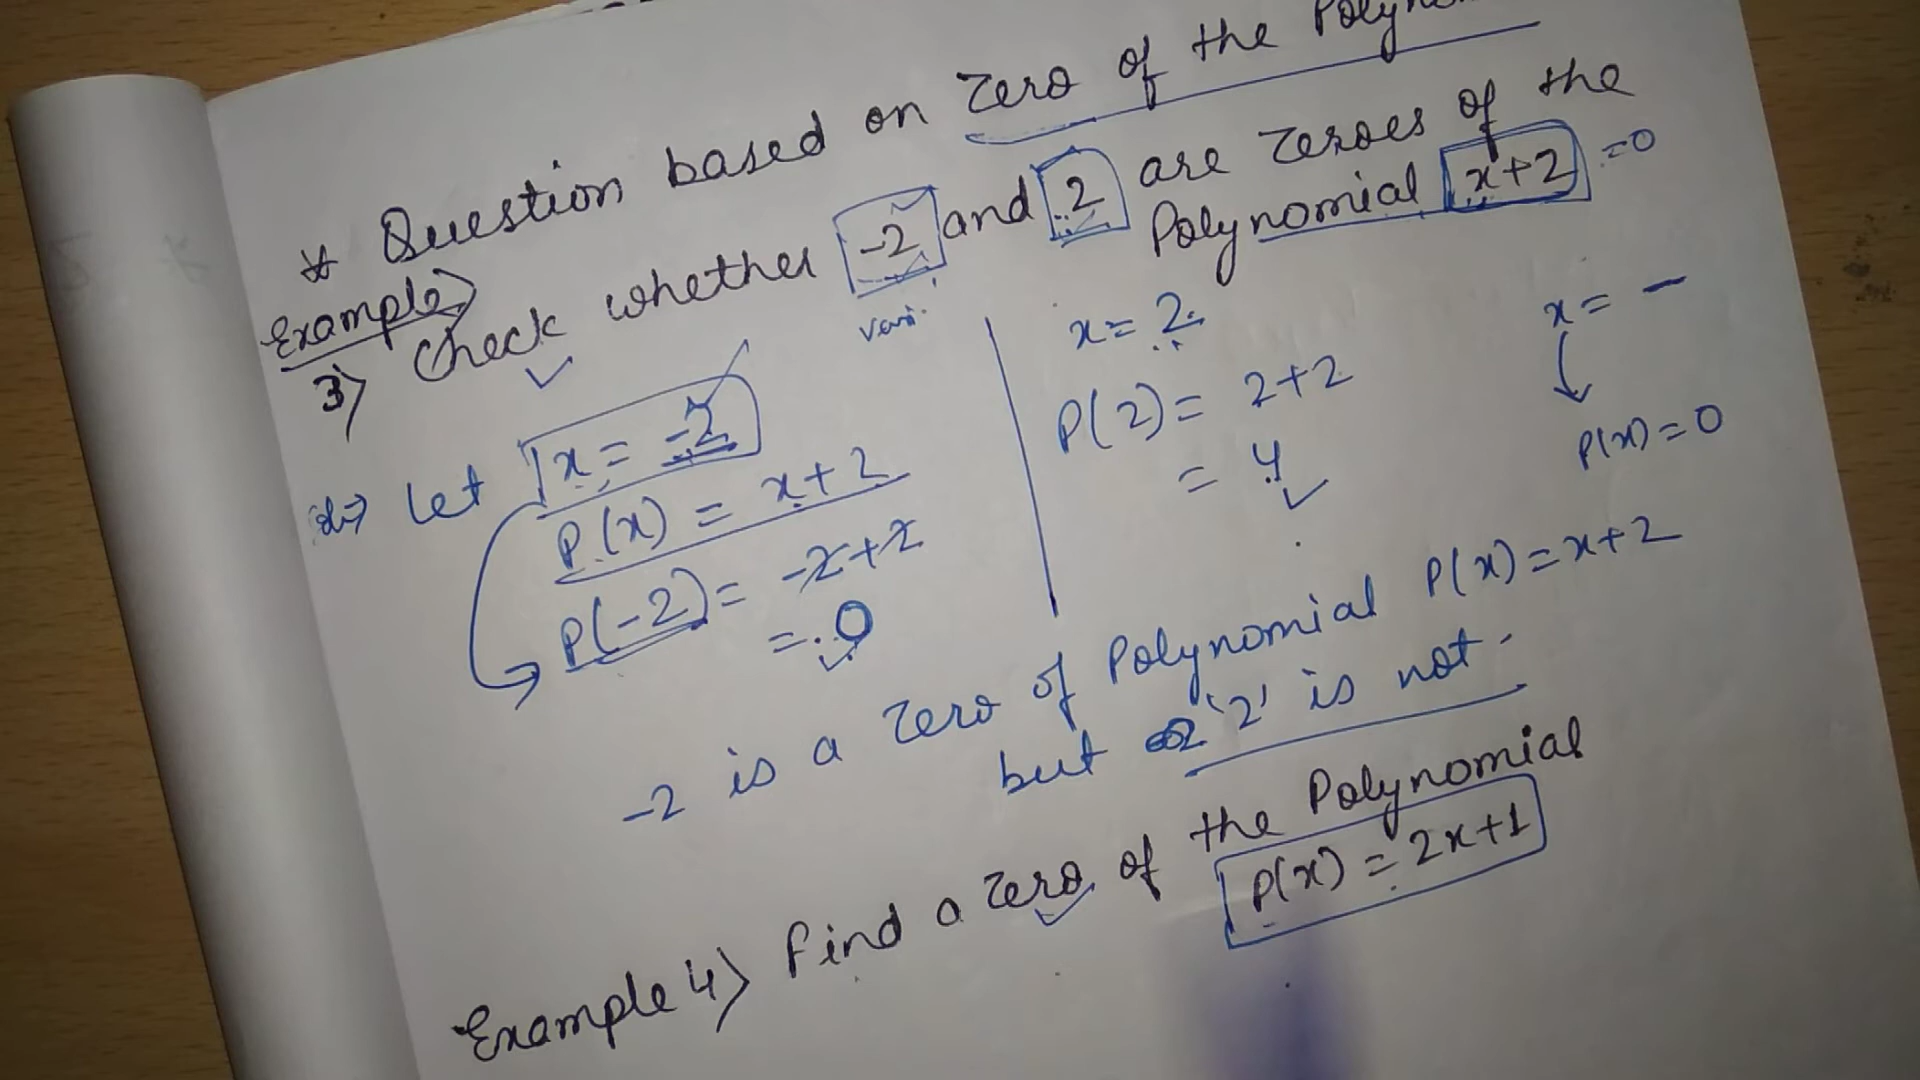 * Question based on Zero of the Polyn
Example
3) Check whether -2 and 2 are zeroes of the
Polynomial x+2 =0
Let x = -2
P(x) = x+2
P(-2) = -2+2
= 0
x = 2
P(2) = 2+2
= 4
x = -
P(x) = 0
-2 is a zero of Polynomial P(x) = x+2
but '2' is not.
Example 4) Find a zero of the Polynomial
P(x) = 2x+1